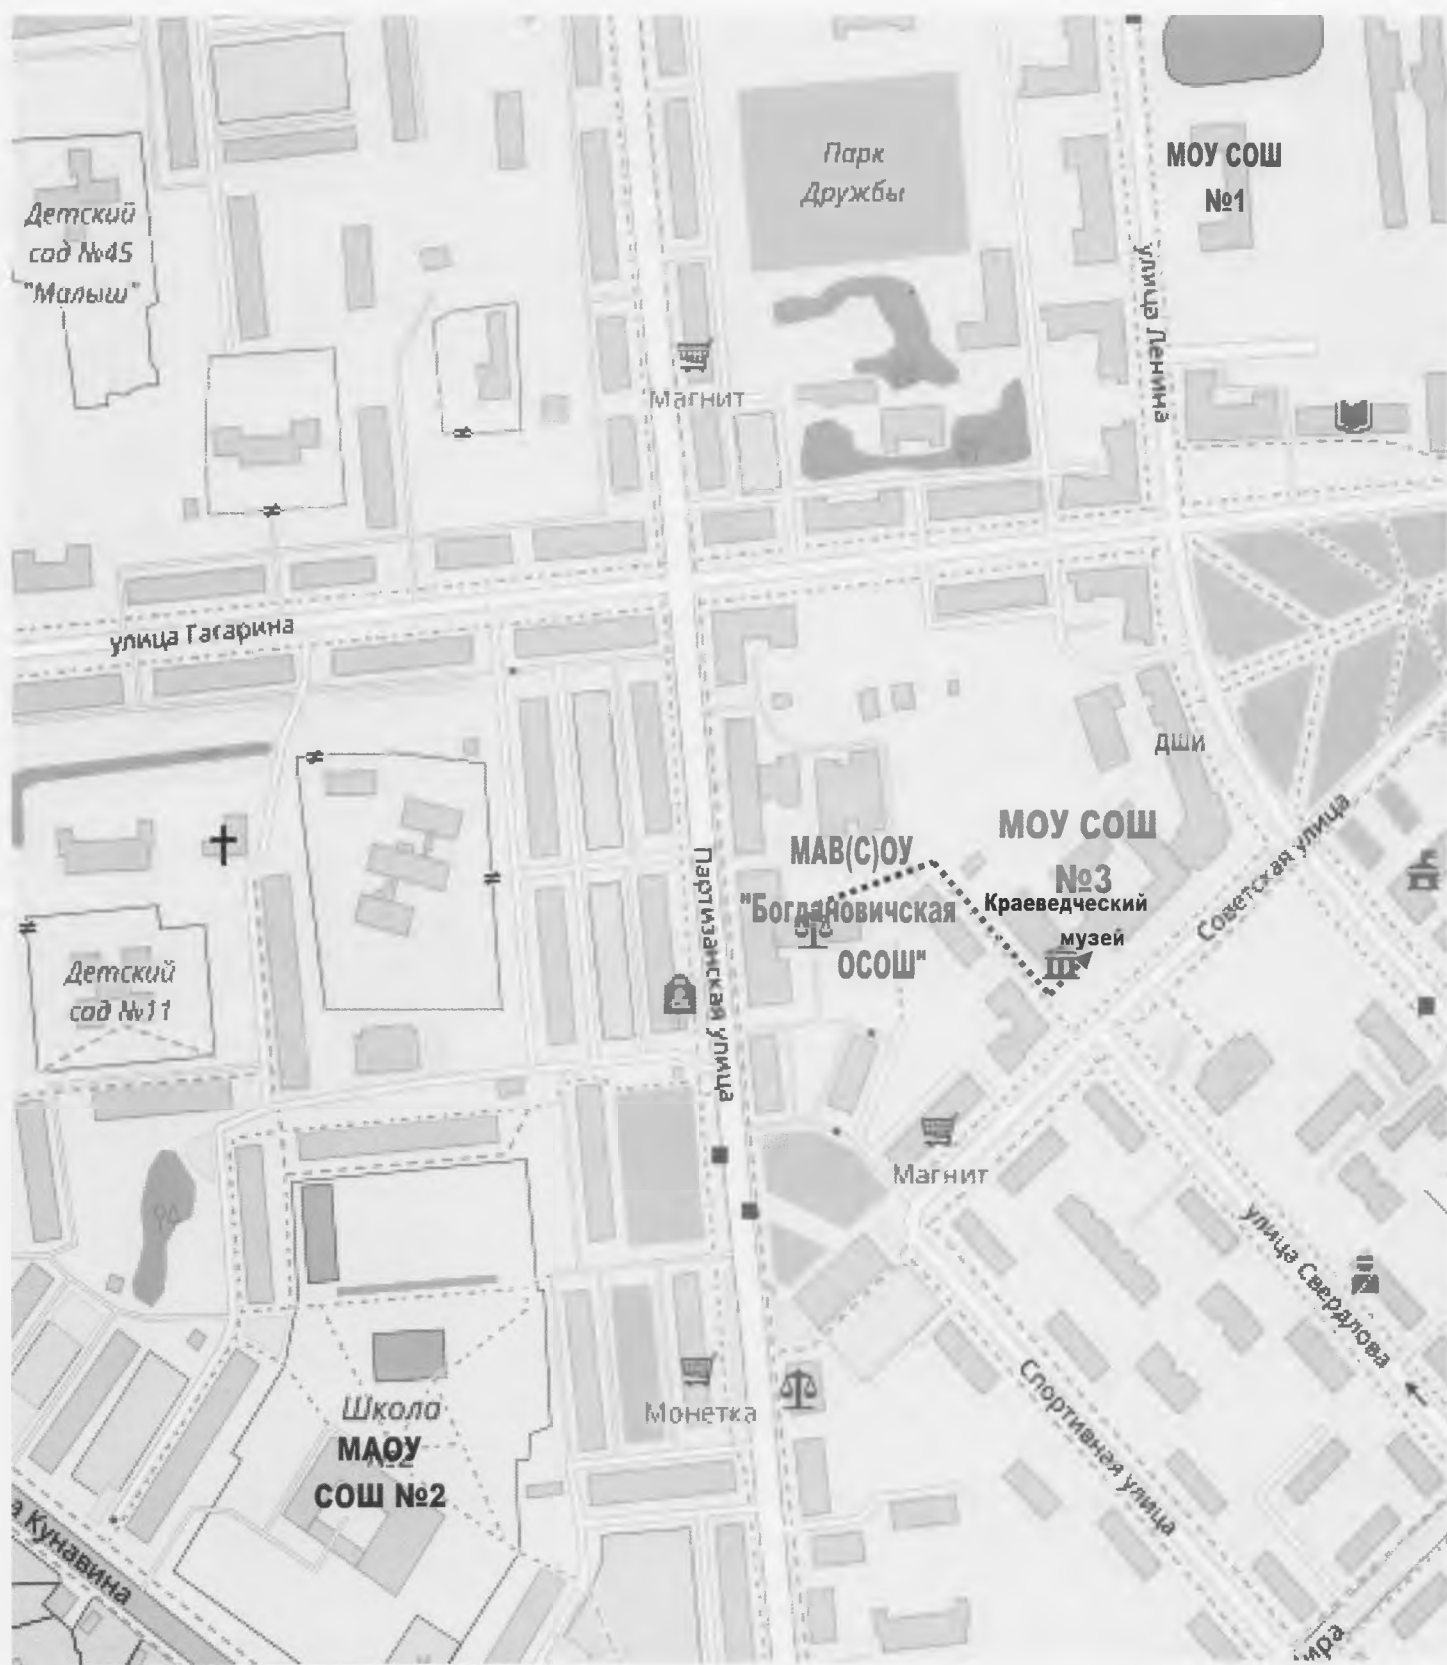 Парк
Дружбы
МОУ СОШ
№1
Детский
сад №45
"Малыш"
улица Ленина
Магнит
улица Гагарина
ДШИ
МОУ СОШ
№3
МАВ(С)ОУ
"Богдановичская
ОСОШ"
Краеведческий
музей
Советская улица
Партизанская улица
Детский
сад №11
Магнит
улица Свердлова
Спортивная улица
Монетка
Школа
МАОУ
СОШ №2
а Кунавина
ира